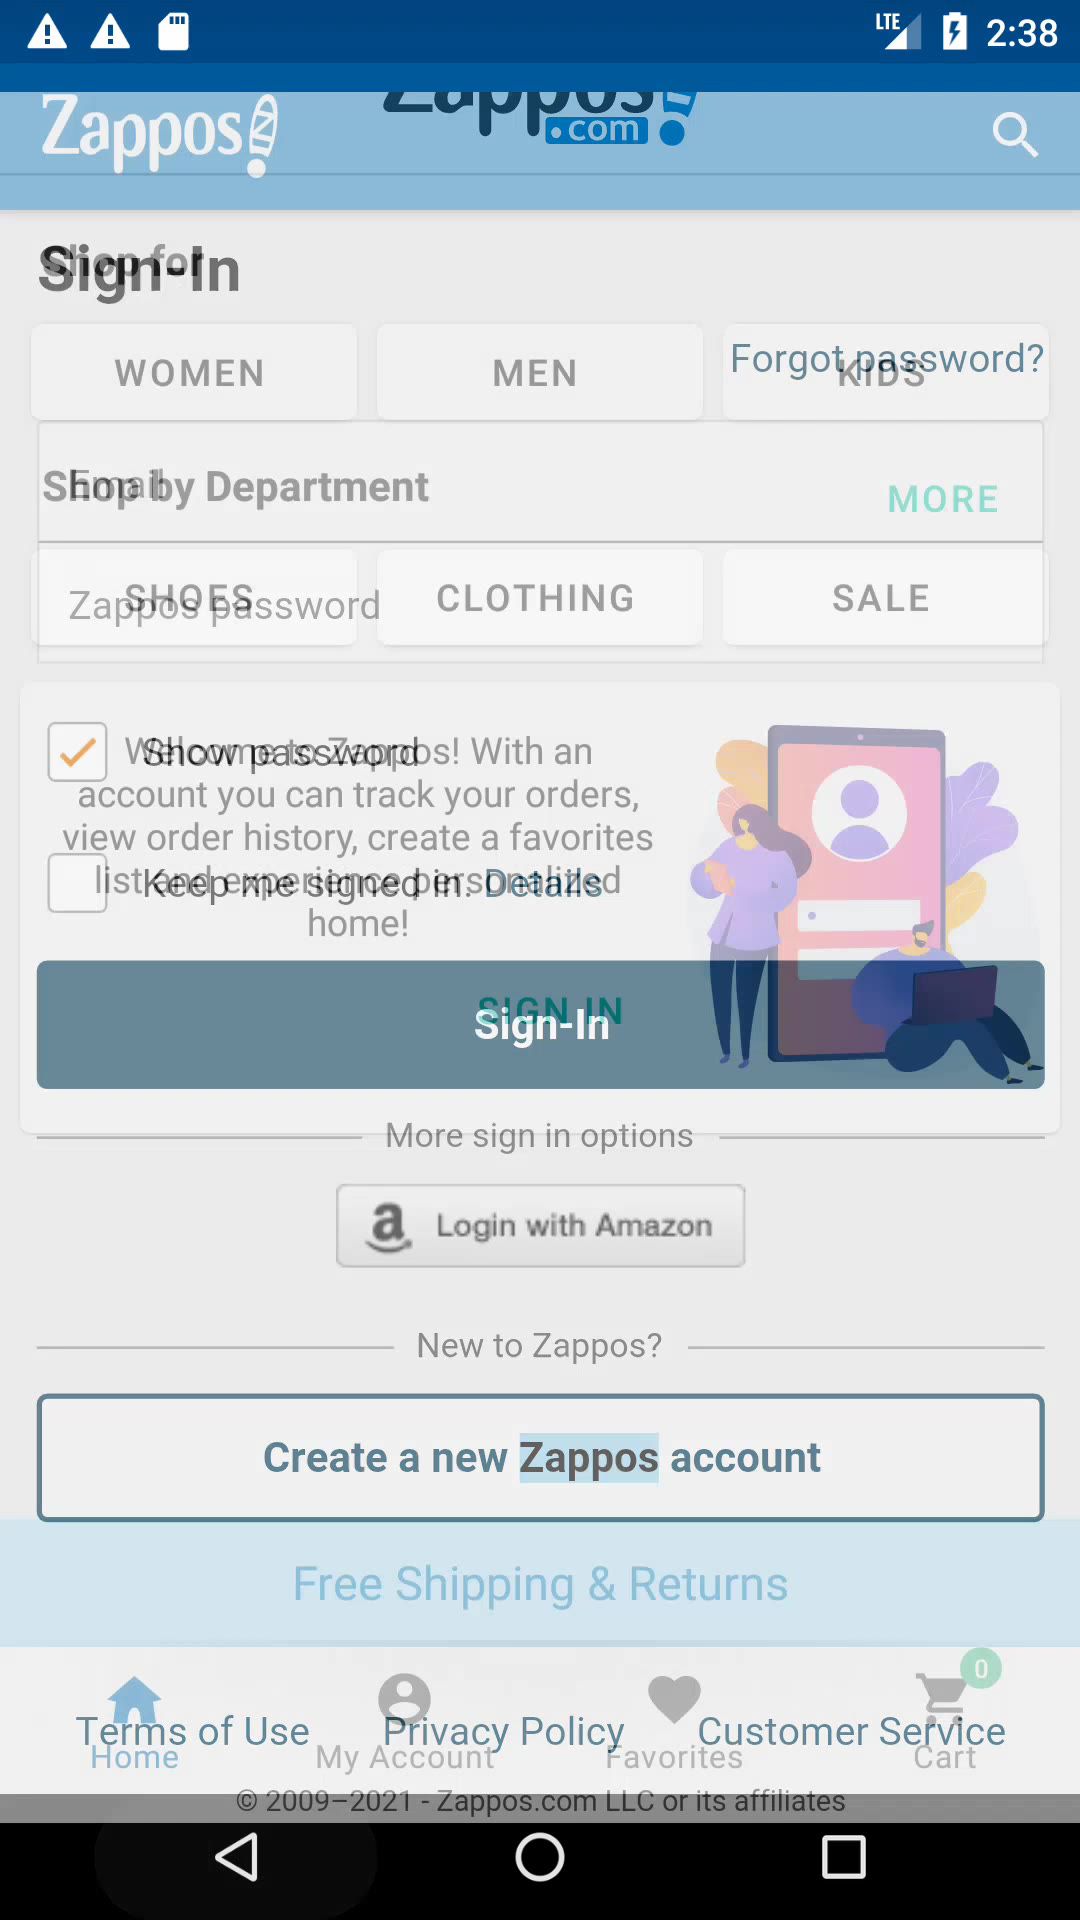 LTE 2:38
Zappos
Zappos
.com
Shop for
Sign-In
Forgot password?
WOMEN MEN KIDS
Email
Shop by Department
MORE
SHOES CLOTHING SALE
Zappos password
Show password
Welcome to Zappos! With an
account you can track your orders,
view order history, create a favorites
list and experience personalized
home!
Keep me signed in. Details
SIGN IN
Sign-In
More sign in options
a Login with Amazon
New to Zappos?
Create a new Zappos account
Free Shipping & Returns
0
Terms of Use Privacy Policy Customer Service
Home My Account Favorites Cart
© 2009–2021 - Zappos.com LLC or its affiliates